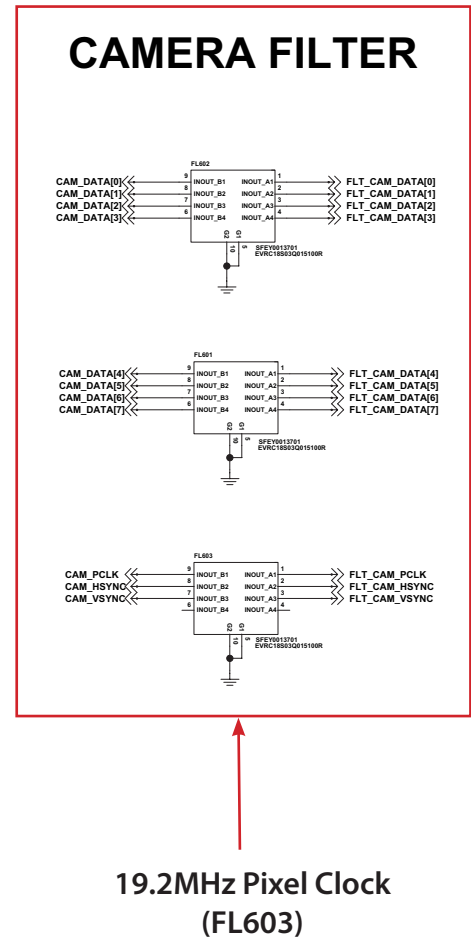 CAMERA FILTER
FL602
CAM_DATA[0] 9 INOUT_B1 INOUT_A1 1 FLT_CAM_DATA[0]
CAM_DATA[1] 8 INOUT_B2 INOUT_A2 2 FLT_CAM_DATA[1]
CAM_DATA[2] 7 INOUT_B3 INOUT_A3 3 FLT_CAM_DATA[2]
CAM_DATA[3] 6 INOUT_B4 INOUT_A4 4 FLT_CAM_DATA[3]
G2 G1
10 5 SFEY0013701
EVRC18S03Q015100R
FL601
CAM_DATA[4] 9 INOUT_B1 INOUT_A1 1 FLT_CAM_DATA[4]
CAM_DATA[5] 8 INOUT_B2 INOUT_A2 2 FLT_CAM_DATA[5]
CAM_DATA[6] 7 INOUT_B3 INOUT_A3 3 FLT_CAM_DATA[6]
CAM_DATA[7] 6 INOUT_B4 INOUT_A4 4 FLT_CAM_DATA[7]
G2 G1
10 5 SFEY0013701
EVRC18S03Q015100R
FL603
CAM_PCLK 9 INOUT_B1 INOUT_A1 1 FLT_CAM_PCLK
CAM_HSYNC 8 INOUT_B2 INOUT_A2 2 FLT_CAM_HSYNC
CAM_VSYNC 7 INOUT_B3 INOUT_A3 3 FLT_CAM_VSYNC
6 INOUT_B4 INOUT_A4 4
G2 G1
10 5 SFEY0013701
EVRC18S03Q015100R
19.2MHz Pixel Clock
(FL603)